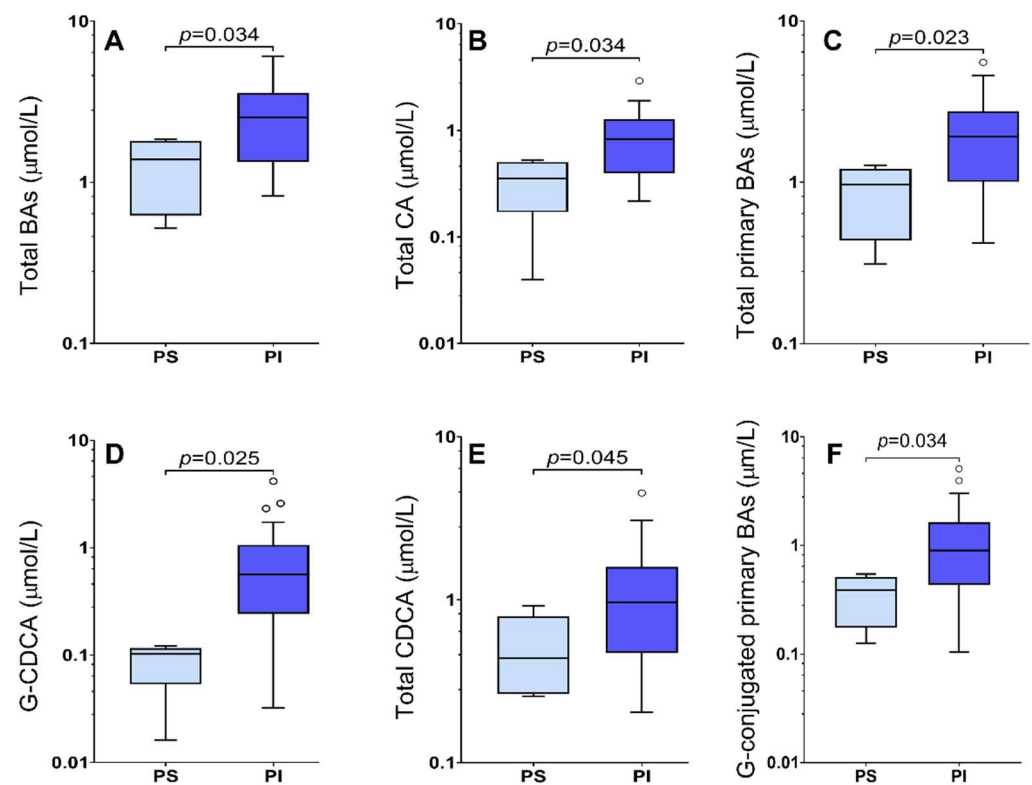 A
p=0.034
Total BAs (μmol/L)
10
1
0.1
PS PI
B
p=0.034
Total CA (μmol/L)
10
1
0.1
0.01
PS PI
C
p=0.023
Total primary BAs (μmol/L)
10
1
0.1
PS PI
D
p=0.025
G-CDCA (μmol/L)
10
1
0.1
0.01
PS PI
E
p=0.045
Total CDCA (μmol/L)
10
1
0.1
PS PI
F
p=0.034
G-conjugated primary BAs (μm/L)
10
1
0.1
0.01
PS PI